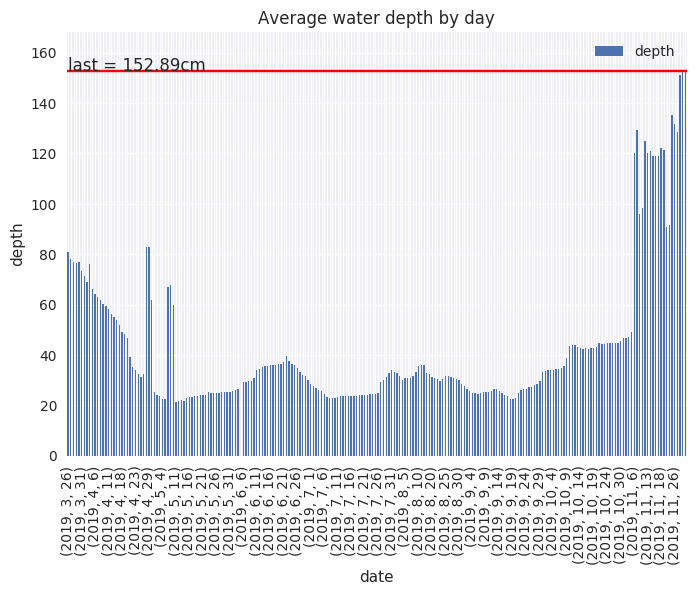 Average water depth by day
depth
last = 152.89cm
160
140
120
100
80
60
40
20
0
depth
(2019, 3, 26)
(2019, 3, 31)
(2019, 4, 6)
(2019, 4, 11)
(2019, 4, 18)
(2019, 4, 23)
(2019, 4, 29)
(2019, 5, 4)
(2019, 5, 11)
(2019, 5, 16)
(2019, 5, 21)
(2019, 5, 26)
(2019, 5, 31)
(2019, 6, 6)
(2019, 6, 11)
(2019, 6, 16)
(2019, 6, 21)
(2019, 6, 26)
(2019, 7, 1)
(2019, 7, 6)
(2019, 7, 11)
(2019, 7, 16)
(2019, 7, 21)
(2019, 7, 26)
(2019, 7, 31)
(2019, 8, 5)
(2019, 8, 10)
(2019, 8, 20)
(2019, 8, 25)
(2019, 8, 30)
(2019, 9, 4)
(2019, 9, 9)
(2019, 9, 14)
(2019, 9, 19)
(2019, 9, 24)
(2019, 9, 29)
(2019, 10, 4)
(2019, 10, 9)
(2019, 10, 14)
(2019, 10, 19)
(2019, 10, 24)
(2019, 10, 30)
(2019, 11, 6)
(2019, 11, 13)
(2019, 11, 18)
(2019, 11, 26)
date